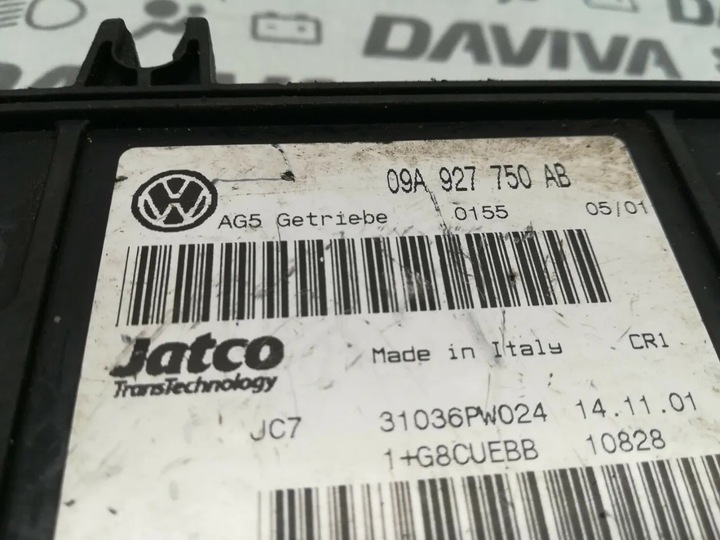 DAVIVA
DAVIVA
09A 927 750 AB
AG5 Getriebe 0155 05/01
Jatco
TransTechnology
Made in Italy CR1
JC7 31036PW024 14.11.01
1+G8CUEBB 10828